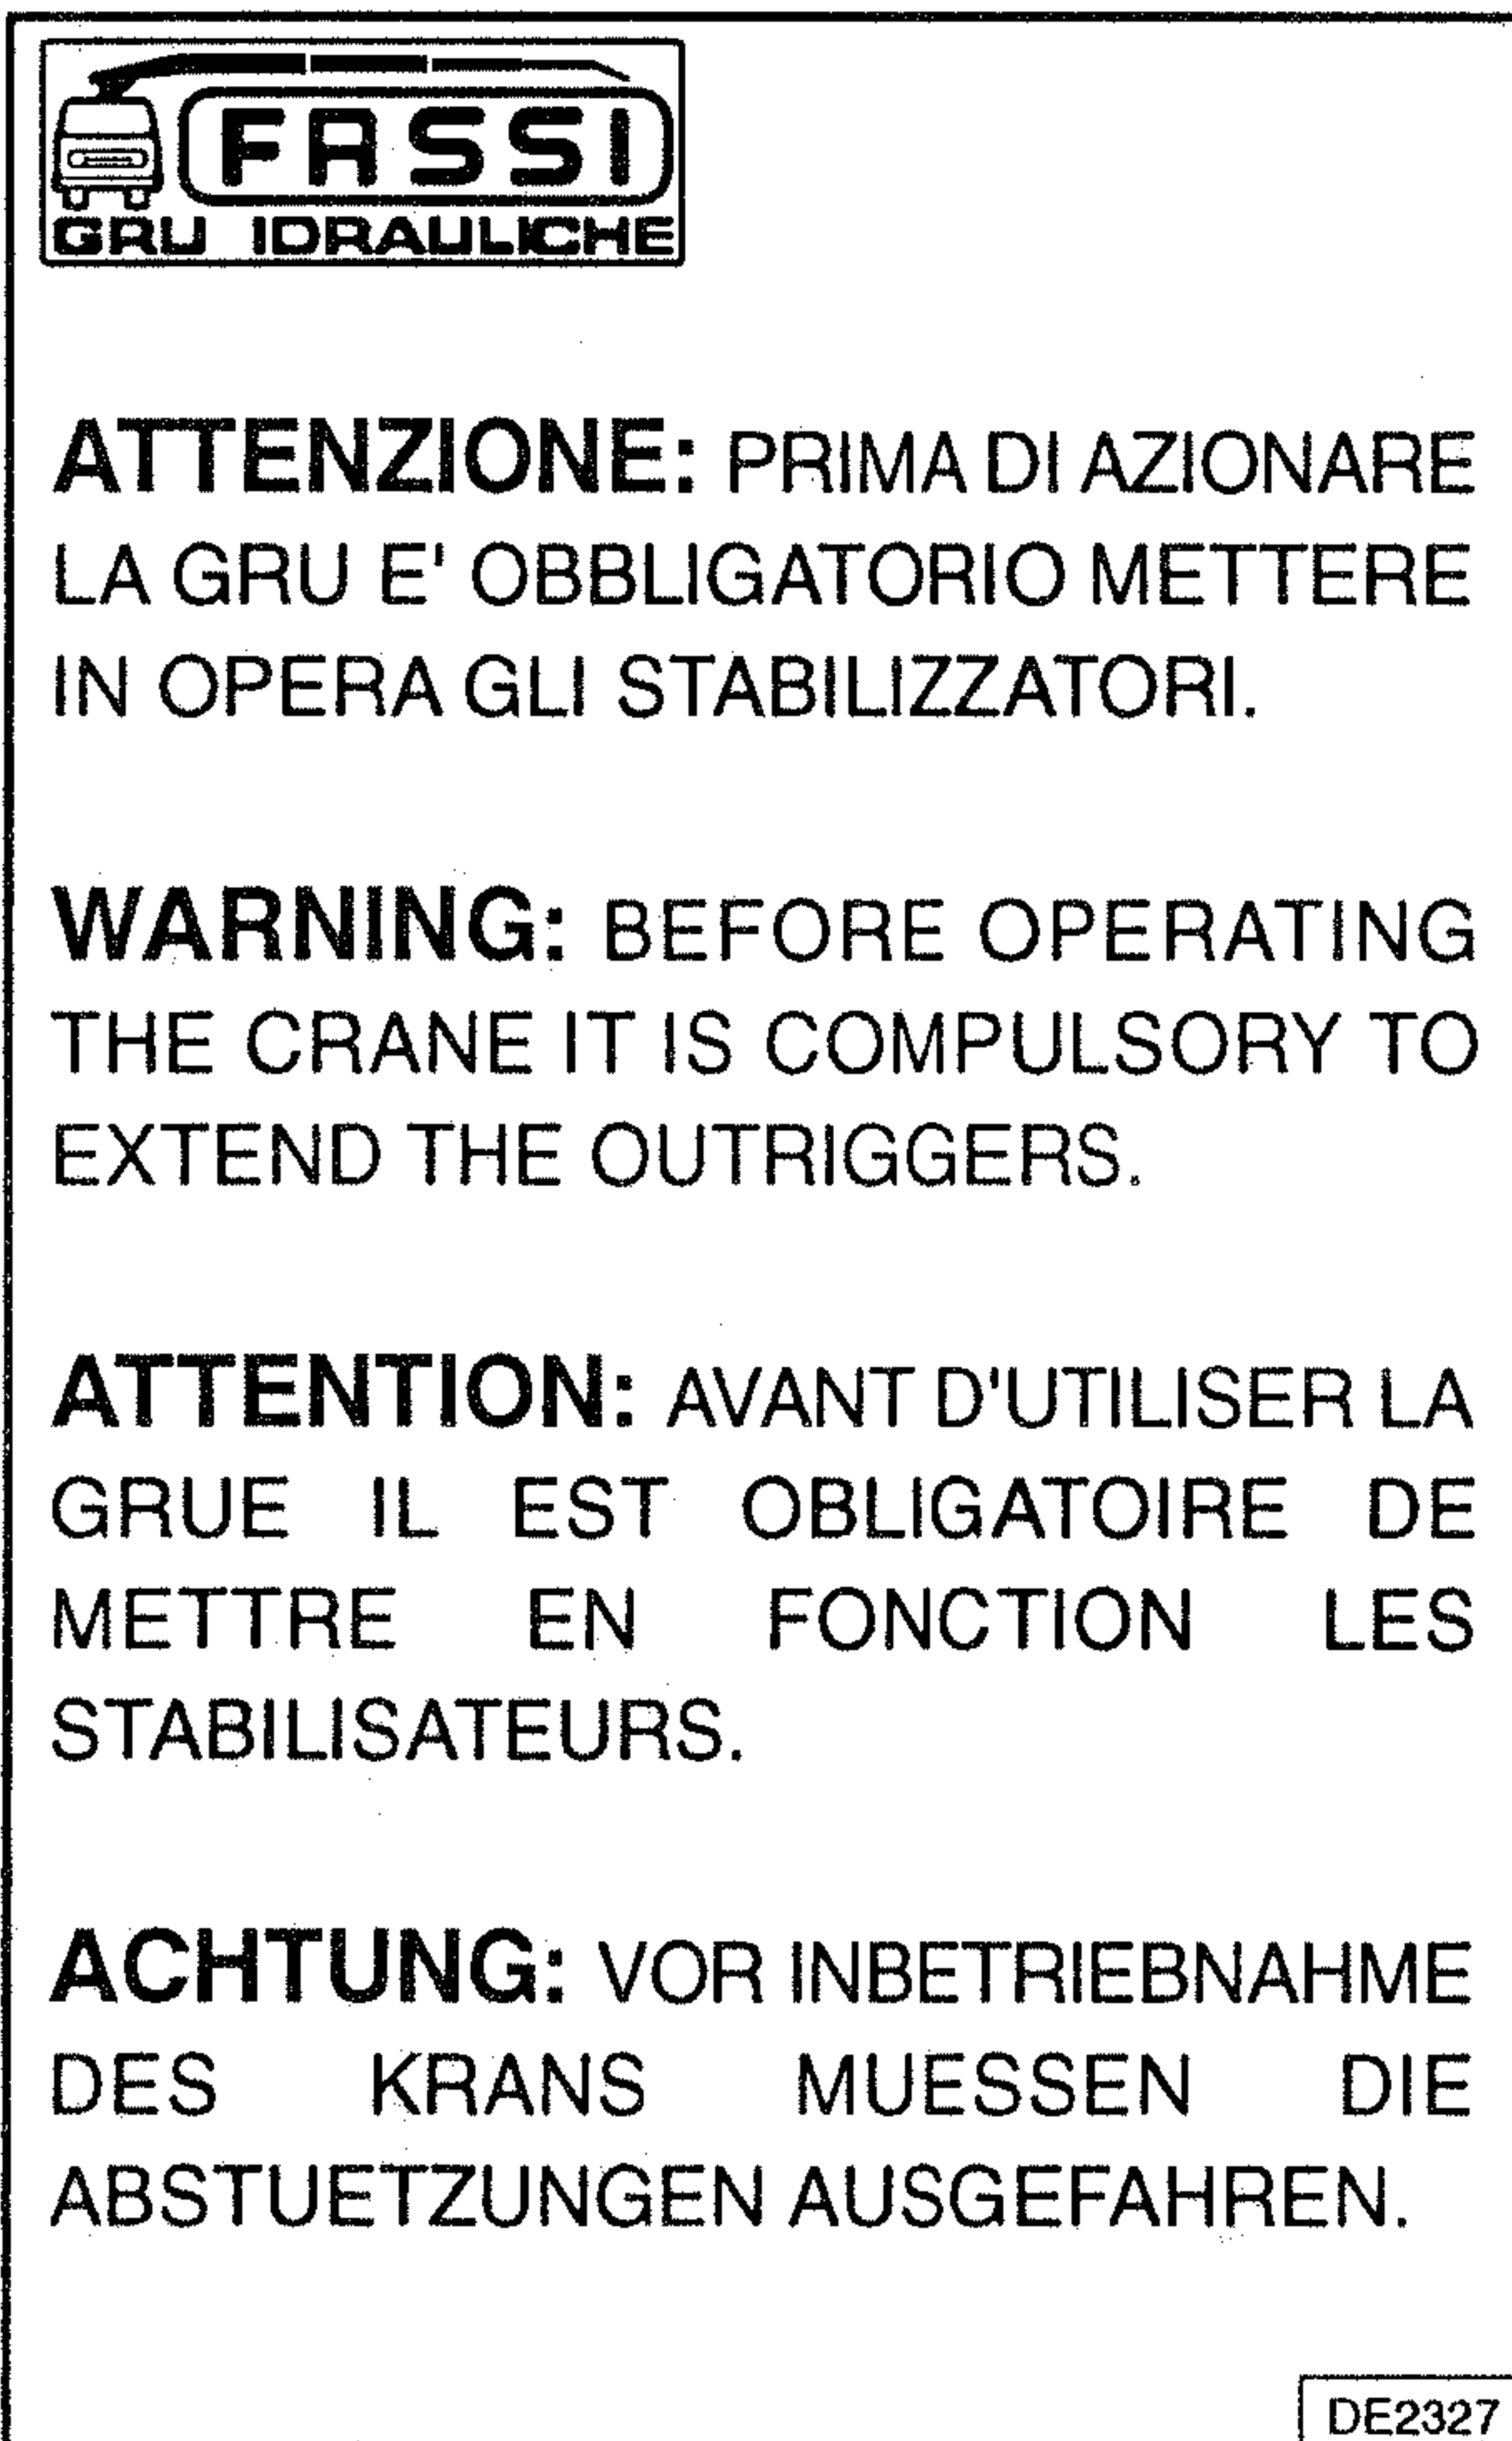 FASSI
GRU IDRAULICHE
ATTENZIONE: PRIMA DI AZIONARE
LA GRU E' OBBLIGATORIO METTERE
IN OPERA GLI STABILIZZATORI.
WARNING: BEFORE OPERATING
THE CRANE IT IS COMPULSORY TO
EXTEND THE OUTRIGGERS.
ATTENTION: AVANT D'UTILISER LA
GRUE IL EST OBLIGATOIRE DE
METTRE EN FONCTION LES
STABILISATEURS.
ACHTUNG: VOR INBETRIEBNAHME
DES KRANS MUESSEN DIE
ABSTUETZUNGEN AUSGEFAHREN.
DE2327